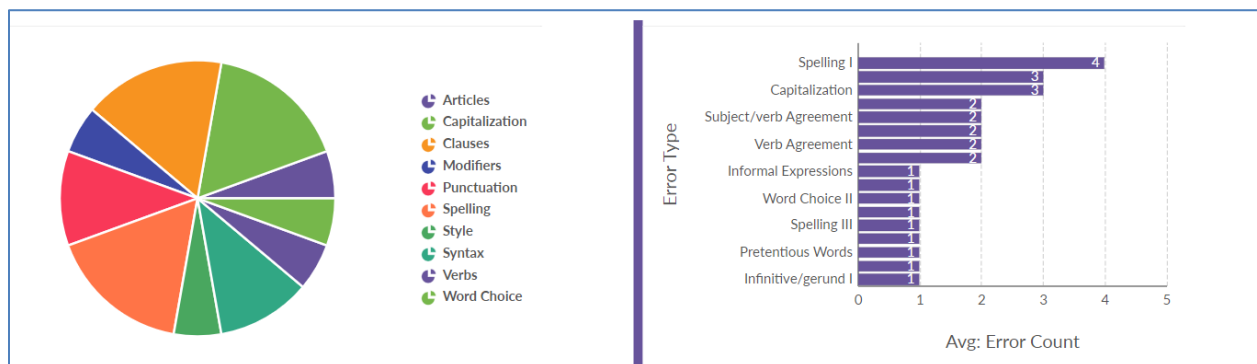 Articles
Capitalization
Clauses
Modifiers
Punctuation
Spelling
Style
Syntax
Verbs
Word Choice
Error Type
Spelling I
4
3
Capitalization
3
2
Subject/verb Agreement
2
2
Verb Agreement
2
2
Informal Expressions
1
1
Word Choice II
1
1
Spelling III
1
1
Pretentious Words
1
1
Infinitive/gerund I
1
0 1 2 3 4 5
Avg: Error Count